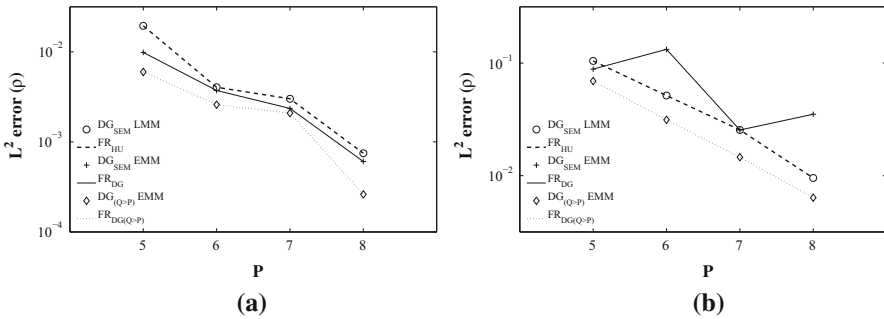 10⁻²
10⁻³
10⁻⁴
L² error (ρ)
DG_SEM LMM
FR_HU
DG_SEM EMM
FR_DG
DG_(Q>P) EMM
FR_DG(Q>P)
5 6 7 8
P
(a)
10⁻¹
10⁻²
L² error (ρ)
DG_SEM LMM
FR_HU
DG_SEM EMM
FR_DG
DG_(Q>P) EMM
FR_DG(Q>P)
5 6 7 8
P
(b)